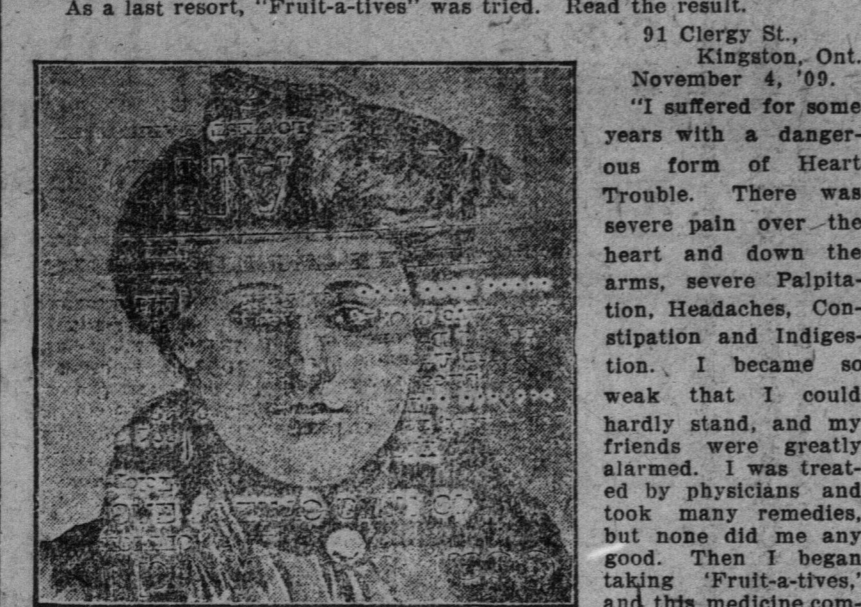 As a last resort, "Fruit-a-tives" was tried. Read the result.
91 Clergy St.,
Kingston, Ont.
November 4, '09.
"I suffered for some
years with a danger-
ous form of Heart
Trouble. There was
severe pain over the
heart and down the
arms, severe Palpita-
tion, Headaches, Con-
stipation and Indiges-
tion. I became so
weak that I could
hardly stand, and my
friends were greatly
alarmed. I was treat-
ed by physicians and
took many remedies,
but none did me any
good. Then I began
taking 'Fruit-a-tives,'
and this medicine com-